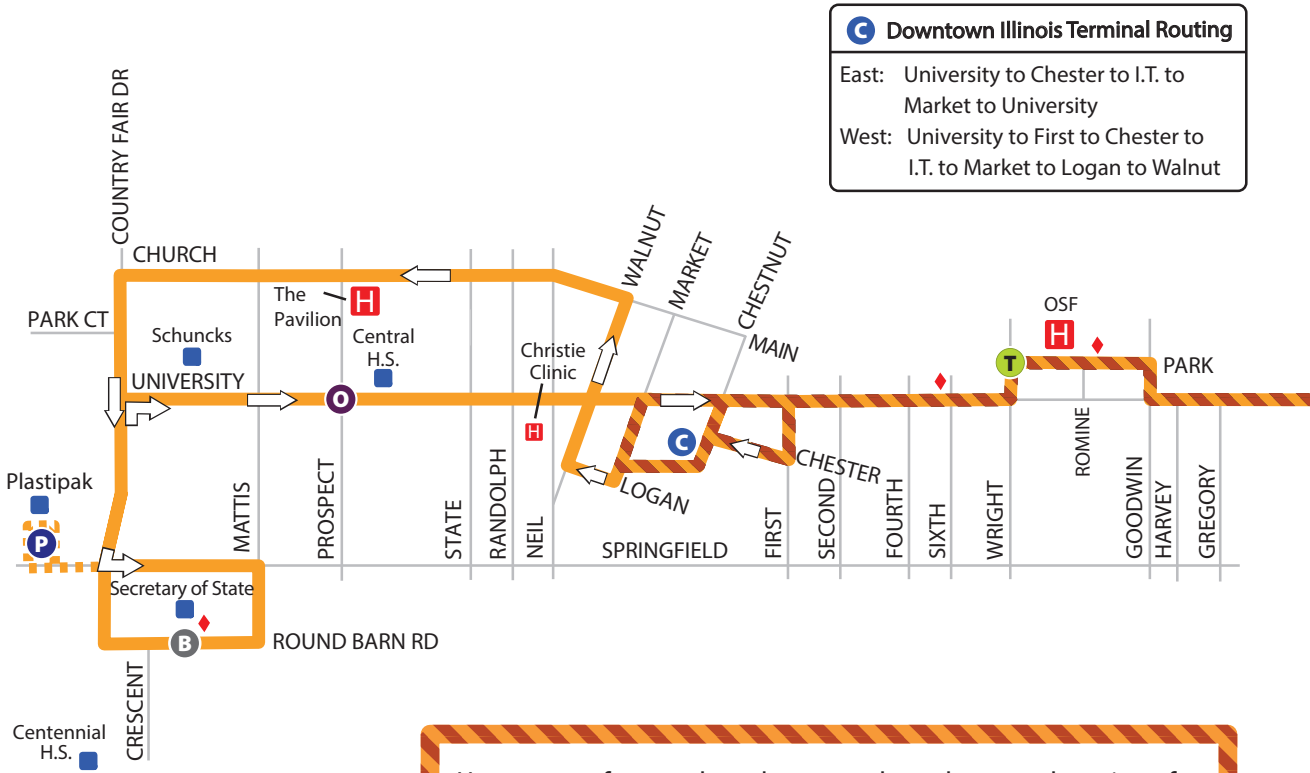 C Downtown Illinois Terminal Routing
East: University to Chester to I.T. to
Market to University
West: University to First to Chester to
I.T. to Market to Logan to Walnut
COUNTRY FAIR DR
CHURCH
WALNUT
MARKET
CHESTNUT
MAIN
The
Pavilion
H
PARK CT
Schuncks
Central
H.S.
Christie
Clinic
OSF
H
T
PARK
UNIVERSITY
O
H
C
ROMINE
Plastipak
P
MATTIS
PROSPECT
STATE
RANDOLPH
NEIL
LOGAN
SPRINGFIELD
CHESTER
FIRST
SECOND
FOURTH
SIXTH
WRIGHT
GOODWIN
HARVEY
GREGORY
Secretary of State
B
ROUND BARN RD
CRESCENT
Centennial
H.S.